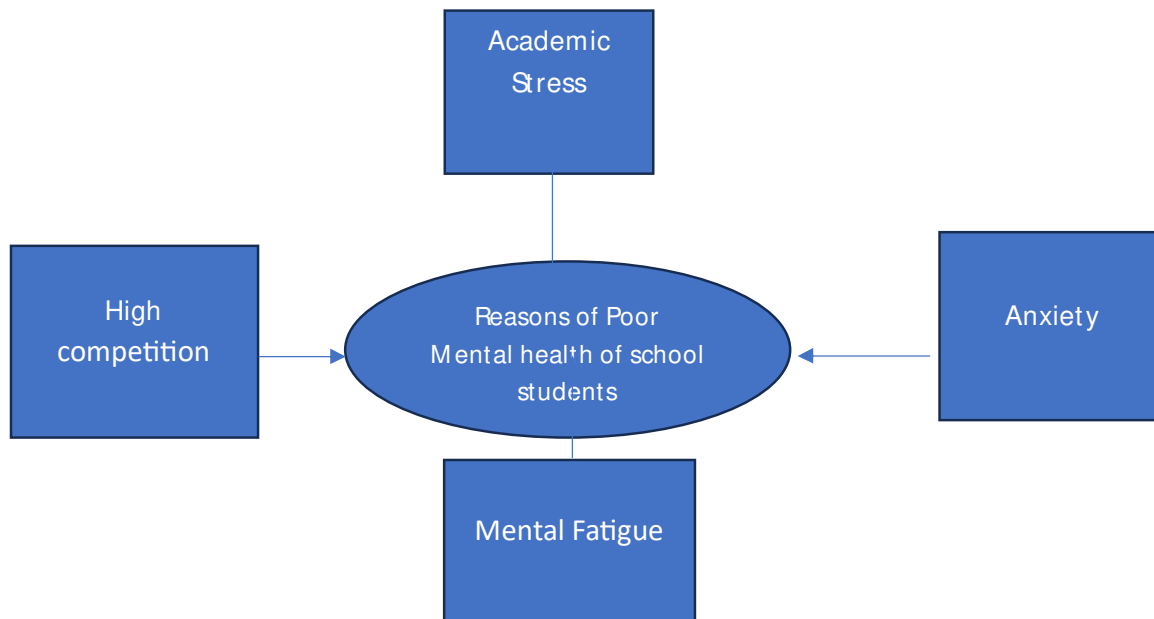 Academic
Stress
High
competition
Reasons of Poor
Mental health of school
students
Anxiety
Mental Fatigue